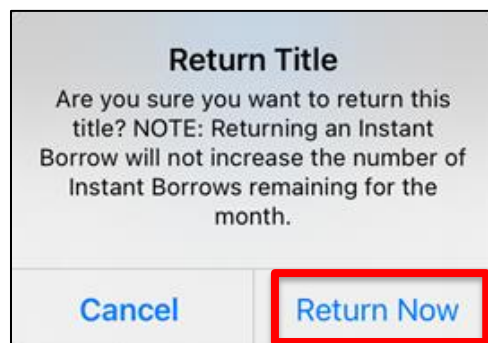 Return Title
Are you sure you want to return this
title? NOTE: Returning an Instant
Borrow will not increase the number of
Instant Borrows remaining for the
month.
Cancel
Return Now